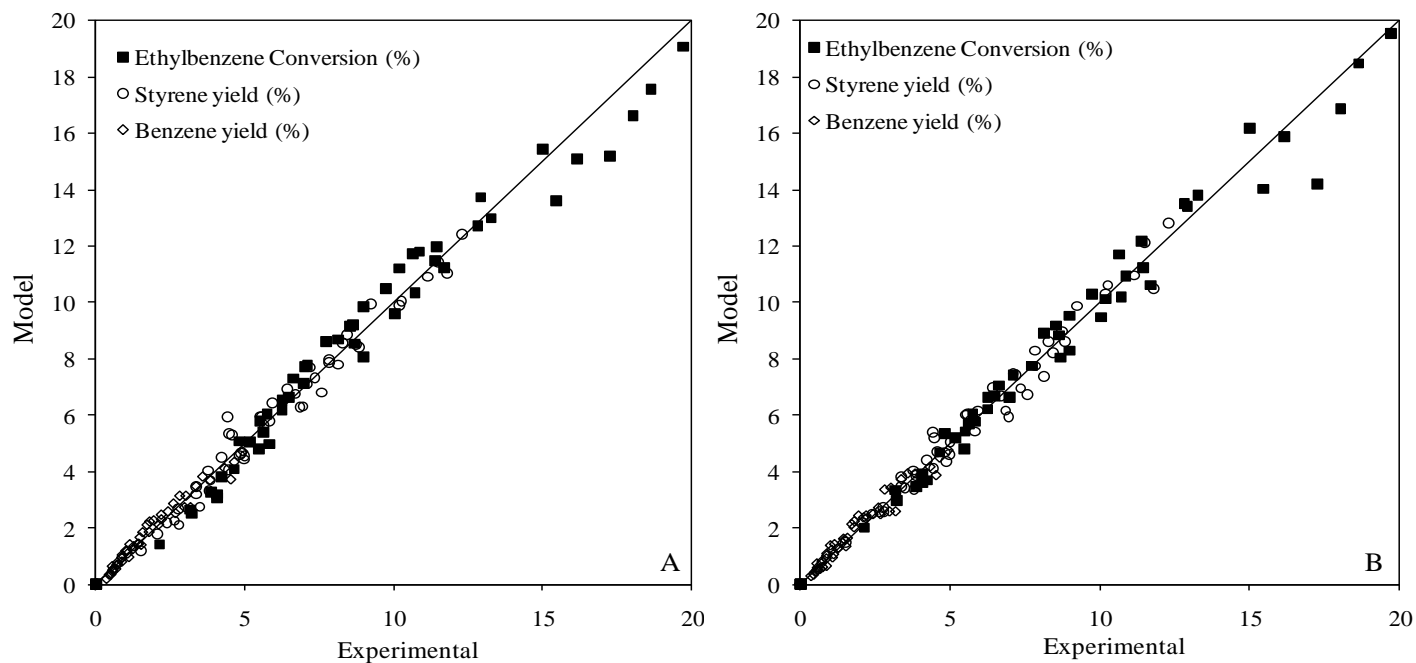 20
18
16
14
12
10
8
6
4
2
0
Model
Ethylbenzene Conversion (%)
Styrene yield (%)
Benzene yield (%)
A
0 5 10 15 20
Experimental
20
18
16
14
12
10
8
6
4
2
0
Model
Ethylbenzene Conversion (%)
Styrene yield (%)
Benzene yield (%)
B
0 5 10 15 20
Experimental